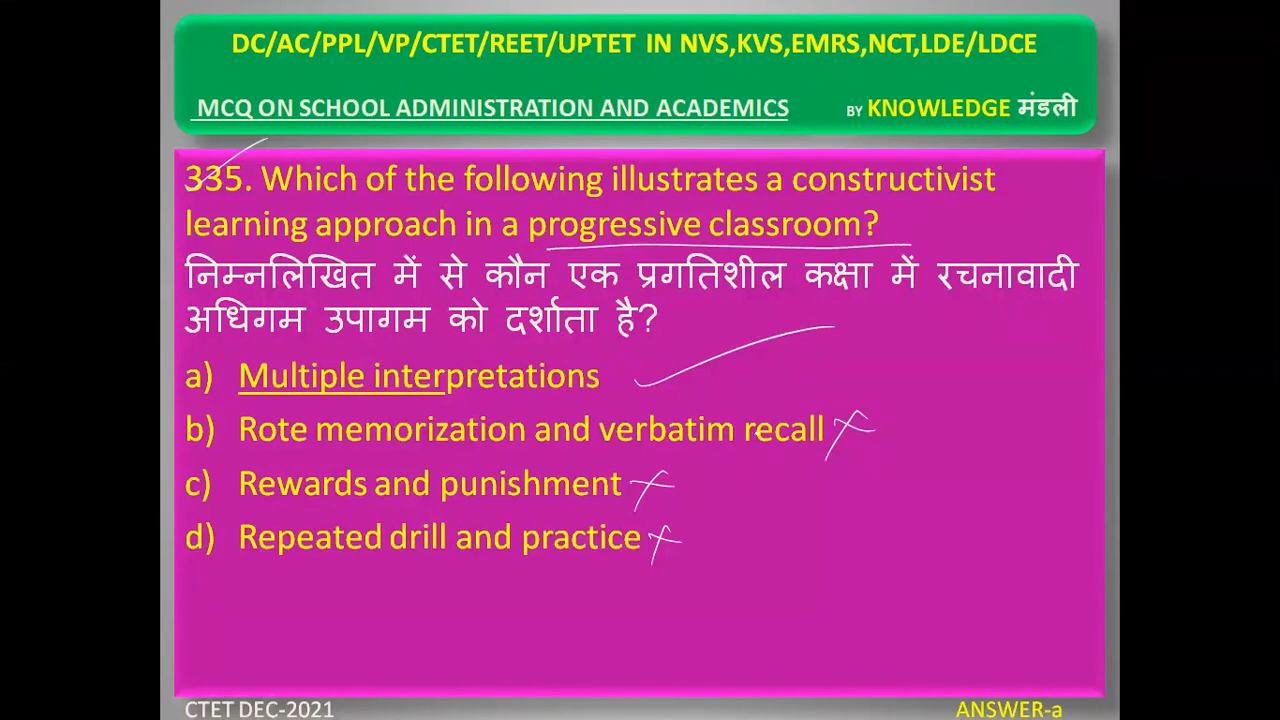 DC/AC/PPL/VP/CTET/REET/UPTET IN NVS,KVS,EMRS,NCT,LDE/LDCE
MCQ ON SCHOOL ADMINISTRATION AND ACADEMICS BY KNOWLEDGE मंडली
335. Which of the following illustrates a constructivist
learning approach in a progressive classroom?
निम्नलिखित में से कौन एक प्रगतिशील कक्षा में रचनावादी
अधिगम उपागम को दर्शाता है?
a) Multiple interpretations
b) Rote memorization and verbatim recall
c) Rewards and punishment
d) Repeated drill and practice
CTET DEC-2021 ANSWER-a